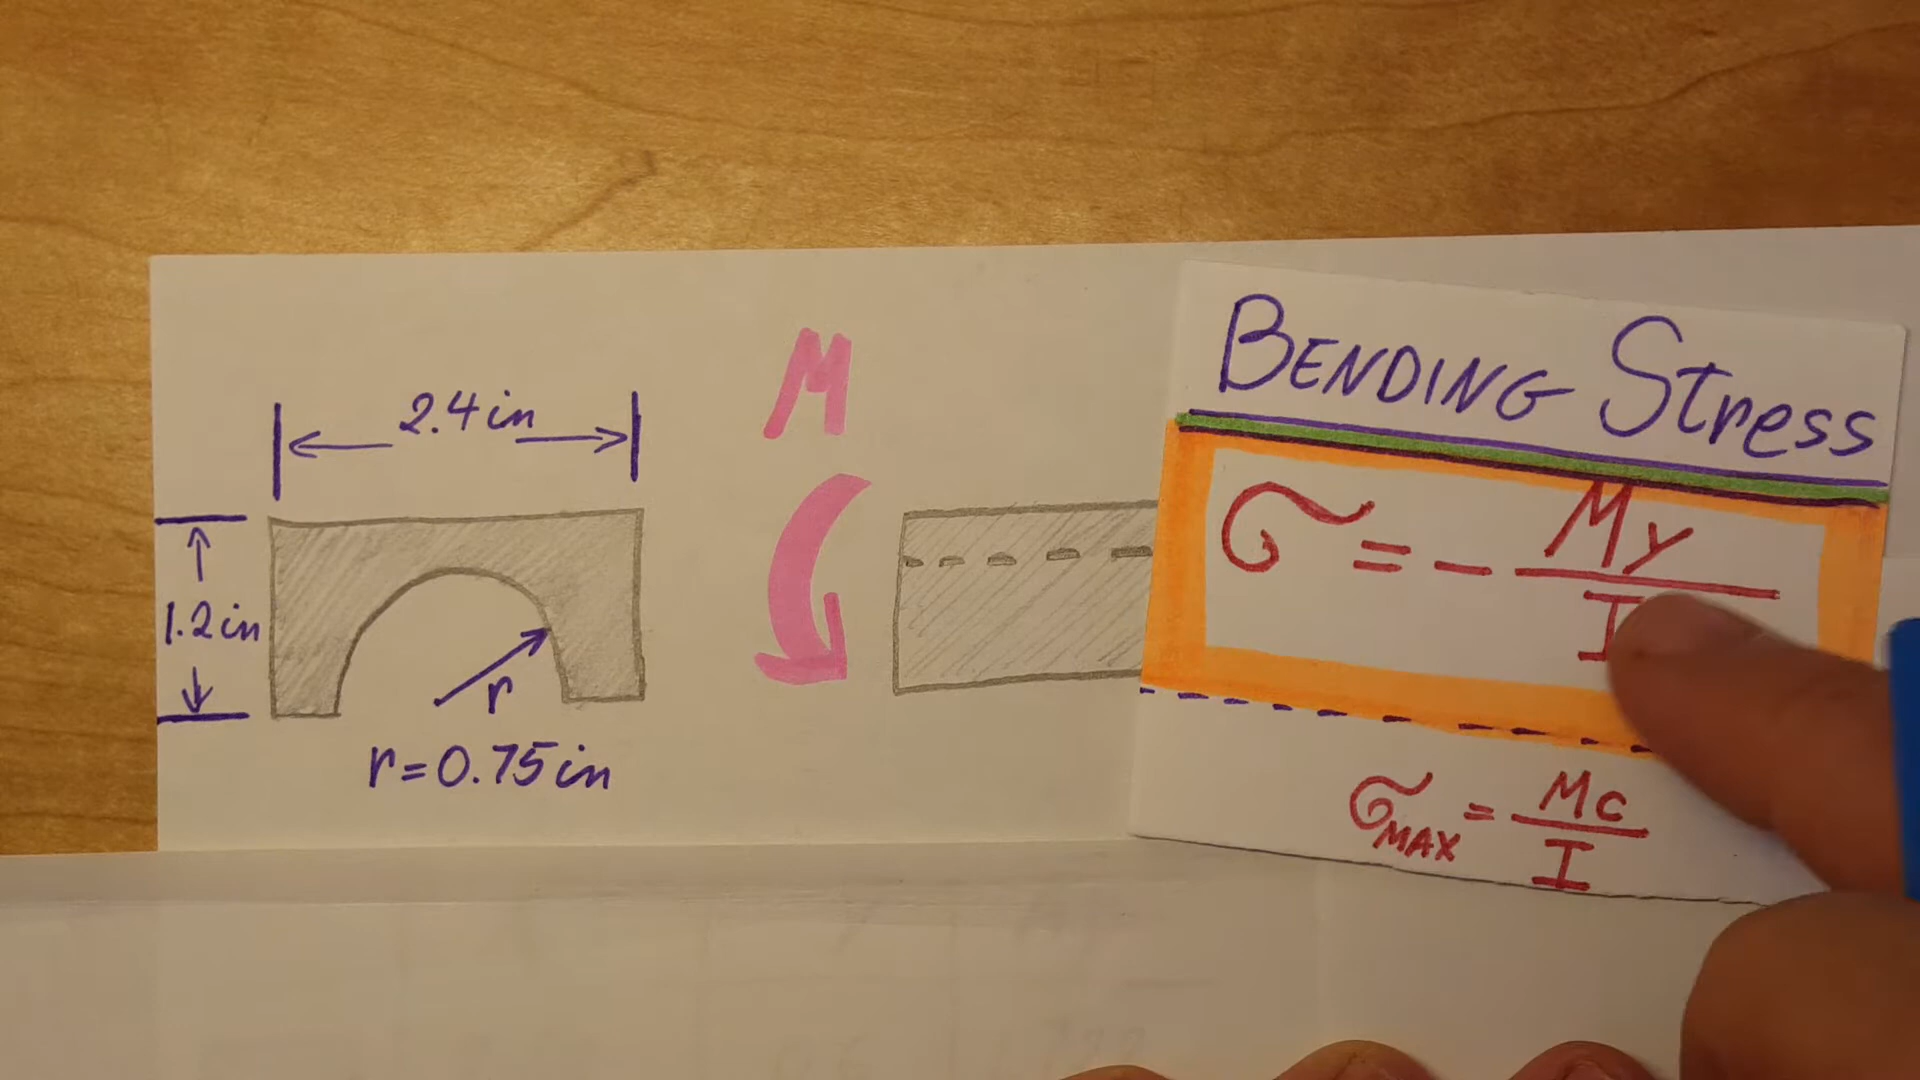 2.4 in
1.2 in
r
r = 0.75 in
M
BENDING Stress
σ = - My / I
σMAX = Mc / I